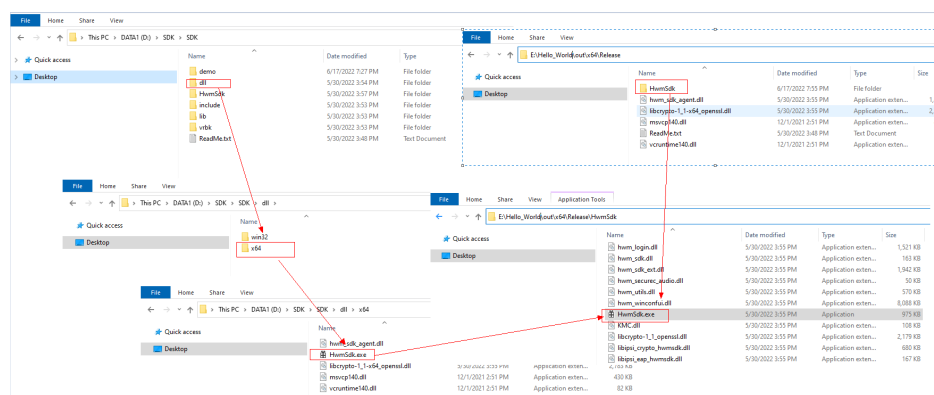 File Home Share View
This PC > DATA1 (D:) > SDK > SDK
Quick access
Desktop
Name Date modified Type
demo 6/17/2022 7:27 PM File folder
dll 5/30/2022 3:54 PM File folder
HwmSdk 5/30/2022 3:57 PM File folder
include 5/30/2022 3:53 PM File folder
lib 5/30/2022 3:53 PM File folder
vrbk 5/30/2022 3:53 PM File folder
ReadMe.txt 5/30/2022 3:48 PM Text Document
File Home Share View
E:\Hello_World\out\x64\Release
Quick access
Desktop
Name Date modified Type Size
HwmSdk 6/17/2022 7:55 PM File folder
hwm_sdk_agent.dll 5/30/2022 3:55 PM Application exten... 1,
libcrypto-1_1-x64_openssl.dll 5/30/2022 3:55 PM Application exten... 2,
msvcp140.dll 12/1/2021 2:51 PM Application exten...
ReadMe.txt 5/30/2022 3:48 PM Text Document
vcruntime140.dll 12/1/2021 2:51 PM Application exten...
File Home Share View
This PC > DATA1 (D:) > SDK > SDK > dll >
Quick access
Desktop
Name
win32
x64
File Home Share View Application Tools
E:\Hello_World\out\x64\Release\HwmSdk
Quick access
Desktop
Name Date modified Type Size
hwm_login.dll 5/30/2022 3:55 PM Application exten... 1,521 KB
hwm_sdk.dll 5/30/2022 3:55 PM Application exten... 163 KB
hwm_sdk_ext.dll 5/30/2022 3:55 PM Application exten... 1,942 KB
hwm_securec_audio.dll 5/30/2022 3:55 PM Application exten... 50 KB
hwm_utils.dll 5/30/2022 3:55 PM Application exten... 570 KB
hwm_winconfui.dll 5/30/2022 3:55 PM Application exten... 8,088 KB
HwmSdk.exe 5/30/2022 3:55 PM Application 975 KB
KMC.dll 5/30/2022 3:55 PM Application exten... 108 KB
libcrypto-1_1_openssl.dll 5/30/2022 3:55 PM Application exten... 2,179 KB
libipsi_crypto_hwmsdk.dll 5/30/2022 3:55 PM Application exten... 680 KB
libipsi_eap_hwmsdk.dll 5/30/2022 3:55 PM Application exten... 167 KB
File Home Share View
This PC > DATA1 (D:) > SDK > SDK > dll > x64
Quick access
Desktop
Name
hwm_sdk_agent.dll
HwmSdk.exe
libcrypto-1_1-x64_openssl.dll 5/30/2022 3:55 PM Application exten...
msvcp140.dll 12/1/2021 2:51 PM Application exten... 430 KB
vcruntime140.dll 12/1/2021 2:51 PM Application exten... 82 KB